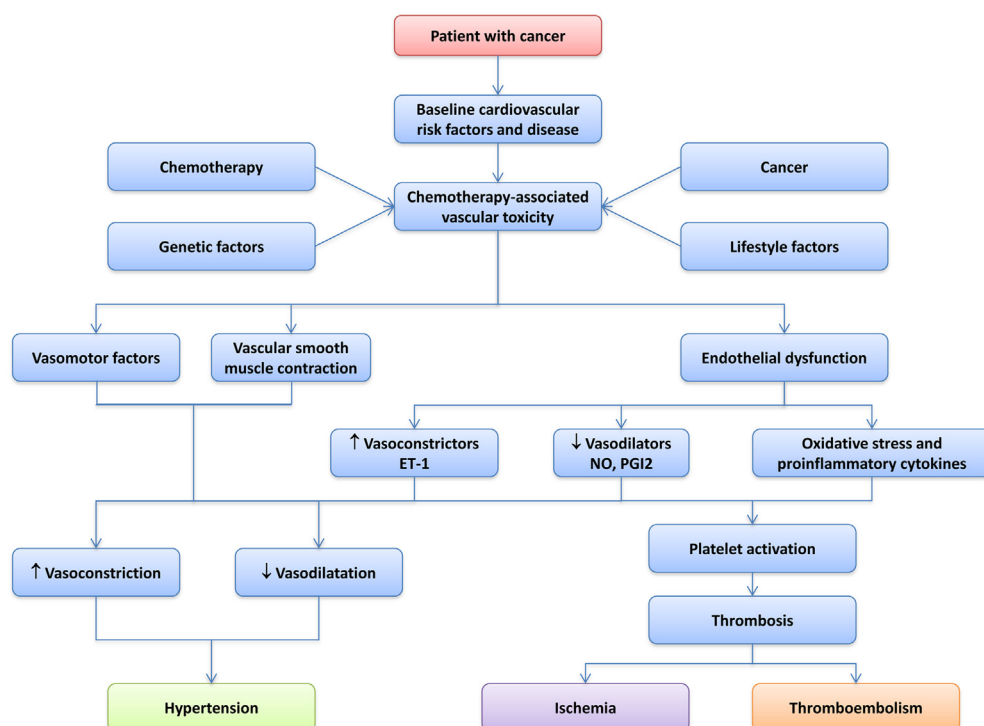 Patient with cancer
Baseline cardiovascular
risk factors and disease
Chemotherapy
Cancer
Chemotherapy-associated
vascular toxicity
Genetic factors
Lifestyle factors
Vasomotor factors
Vascular smooth
muscle contraction
Endothelial dysfunction
↑ Vasoconstrictors
ET-1
↓ Vasodilators
NO, PGI2
Oxidative stress and
proinflammatory cytokines
↑ Vasoconstriction
↓ Vasodilatation
Platelet activation
Thrombosis
Hypertension
Ischemia
Thromboembolism